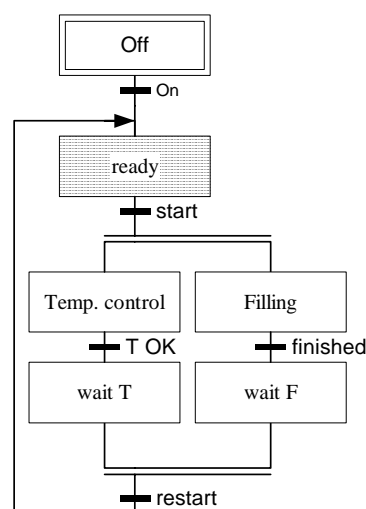 Off
On
ready
start
Temp. control
Filling
T OK
finished
wait T
wait F
restart